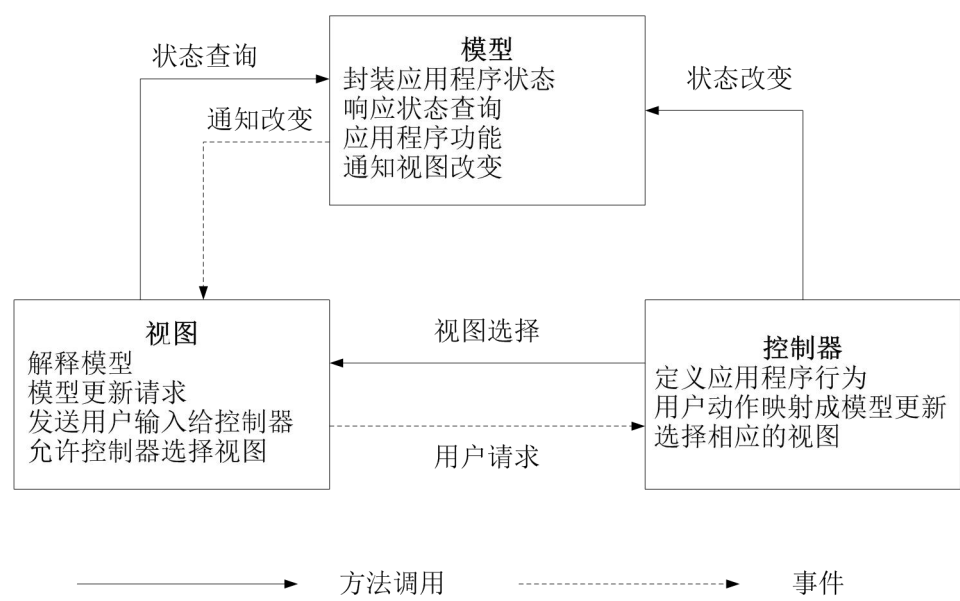 状态查询
模型
封装应用程序状态
响应状态查询
应用程序功能
通知视图改变
状态改变
通知改变
视图
解释模型
模型更新请求
发送用户输入给控制器
允许控制器选择视图
视图选择
用户请求
控制器
定义应用程序行为
用户动作映射成模型更新
选择相应的视图
方法调用
事件